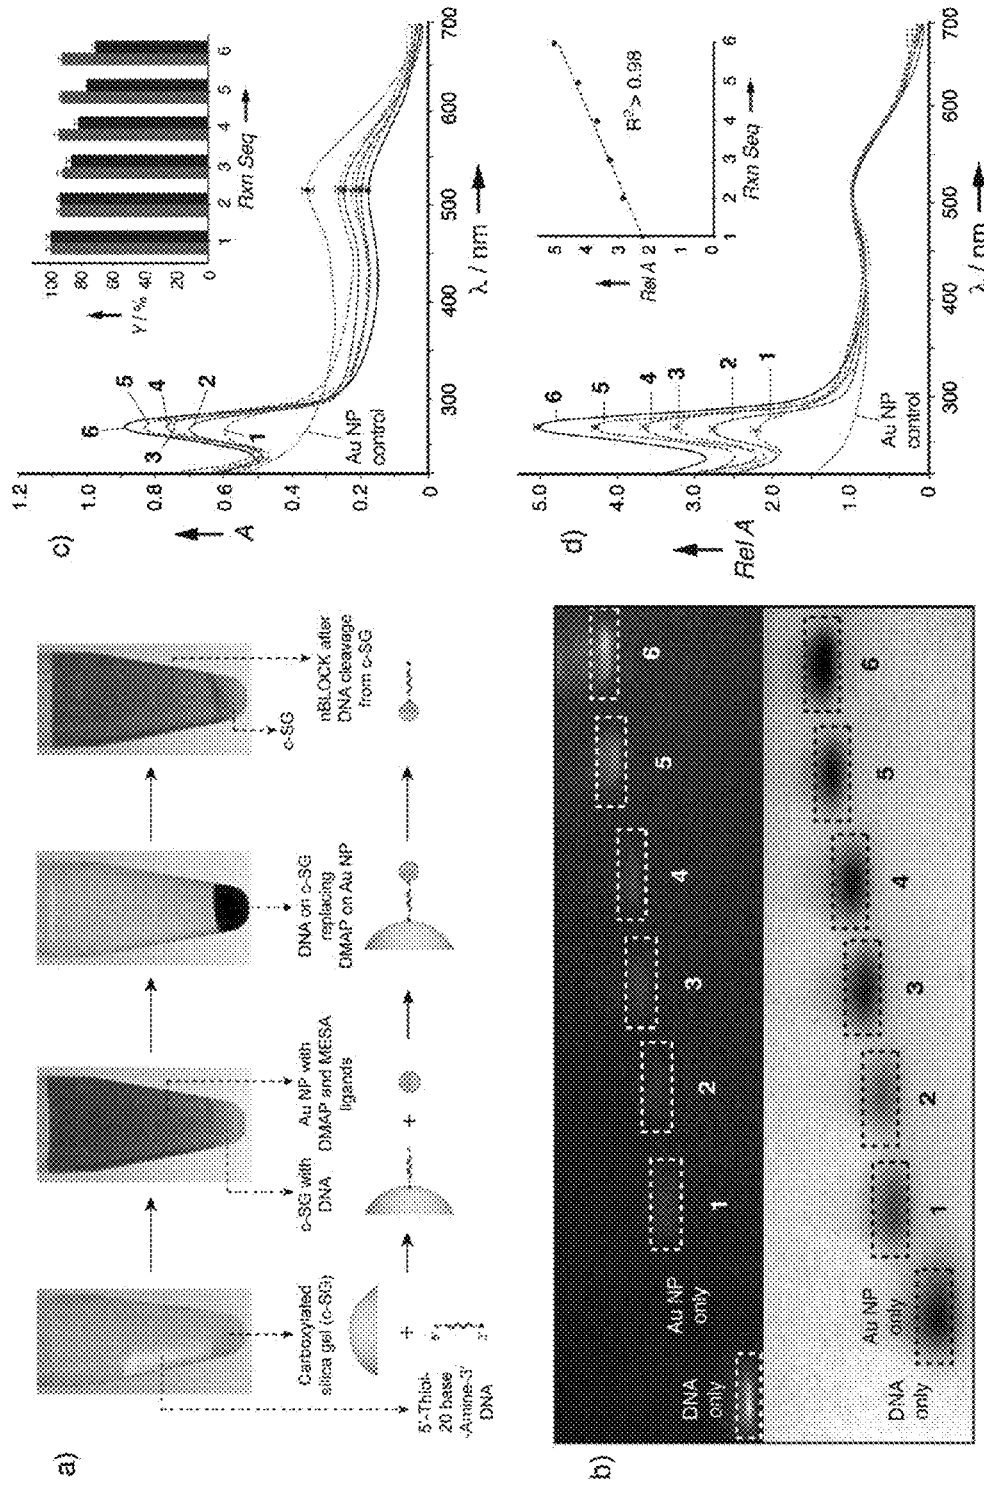 a)
Carboxylated
silica gel (c-SG)
c-SG with
DNA
Au NP with
DMAP and MESA
ligands
DNA on c-SG
replacing
DMAP on Au NP
c-SG
nBLOCK after
DNA cleavage
from c-SG
+
+
5'-Thiol-
20 base
-Amine-3'
DNA
b)
DNA
only
Au NP
only
1
2
3
4
5
6
DNA
only
Au NP
only
1
2
3
4
5
6
c)
A
1.2
1.0
0.8
0.6
0.4
0.2
0
300
400
500
600
700
λ / nm
6
5
4
3
2
1
Au NP
control
Y / %
100
80
60
40
20
0
1
2
3
4
5
6
Rxn Seq
d)
Rel A
5.0
4.0
3.0
2.0
1.0
0
300
400
500
600
700
λ / nm
6
5
4
3
2
1
Au NP
control
Rel A
5
4
3
2
1
0
1
2
3
4
5
6
Rxn Seq
R²> 0.98